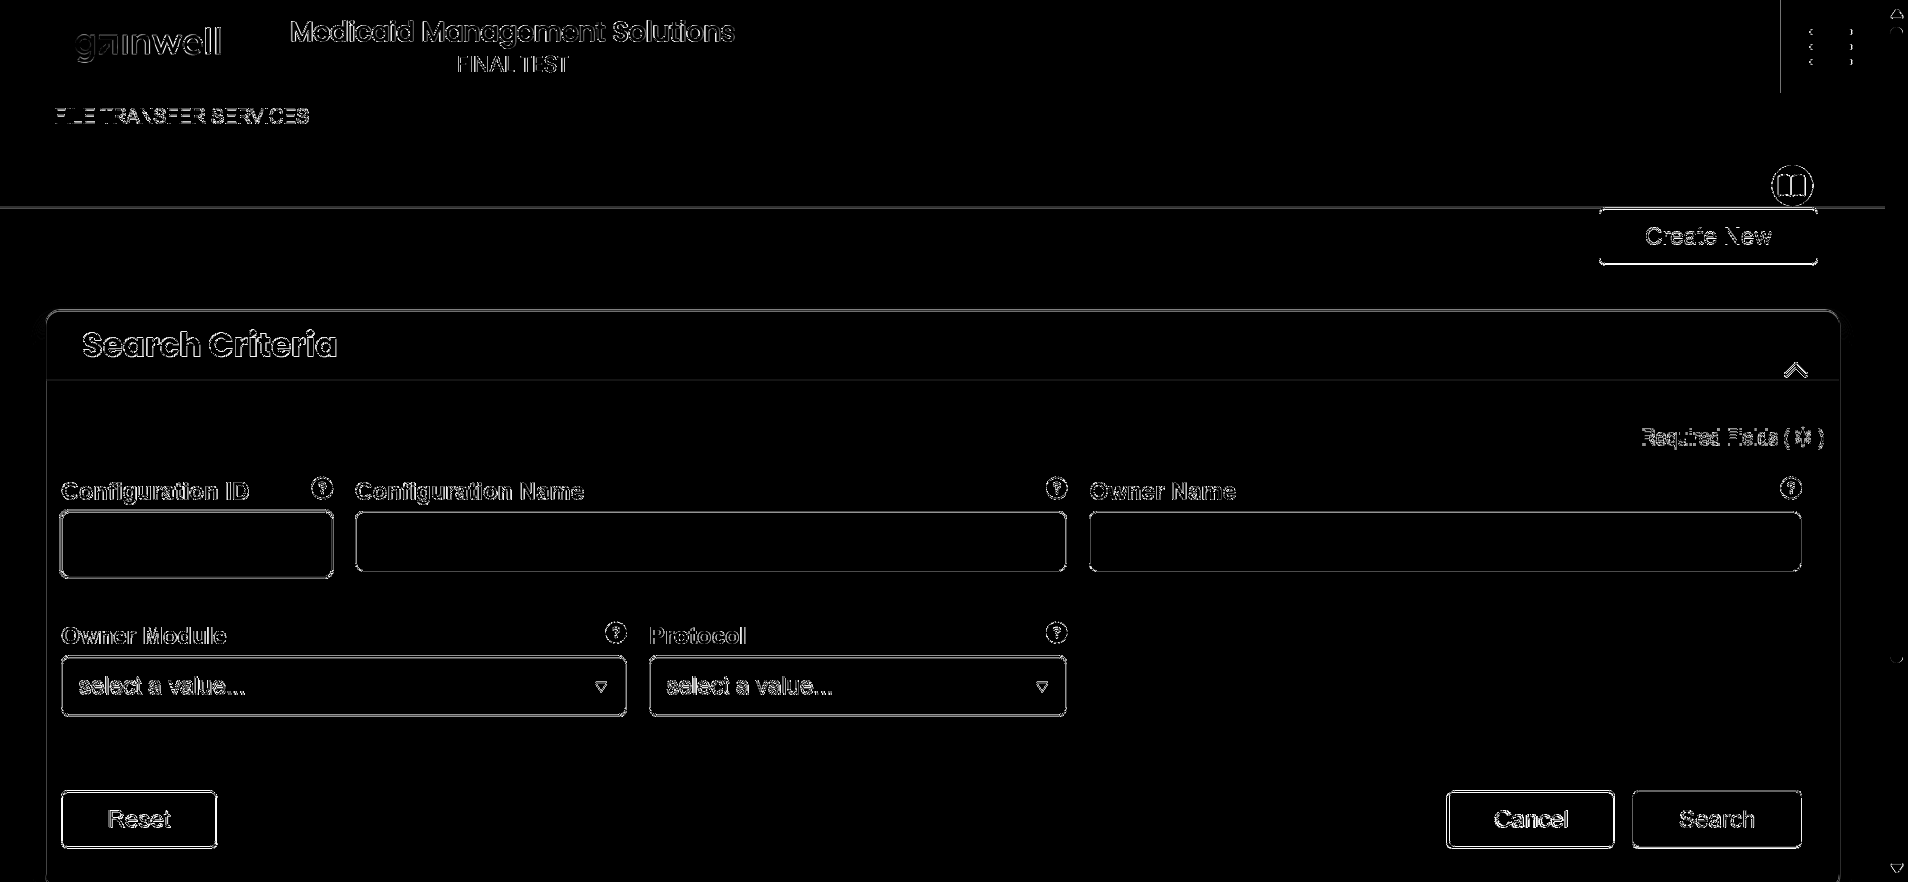 gainwell
Medicaid Management Solutions
FINAL TEST
FILE TRANSFER SERVICES
Create New
Search Criteria
Required Fields ( * )
Configuration ID
Configuration Name
Owner Name
Owner Module
Protocol
select a value...
select a value...
Reset
Cancel
Search